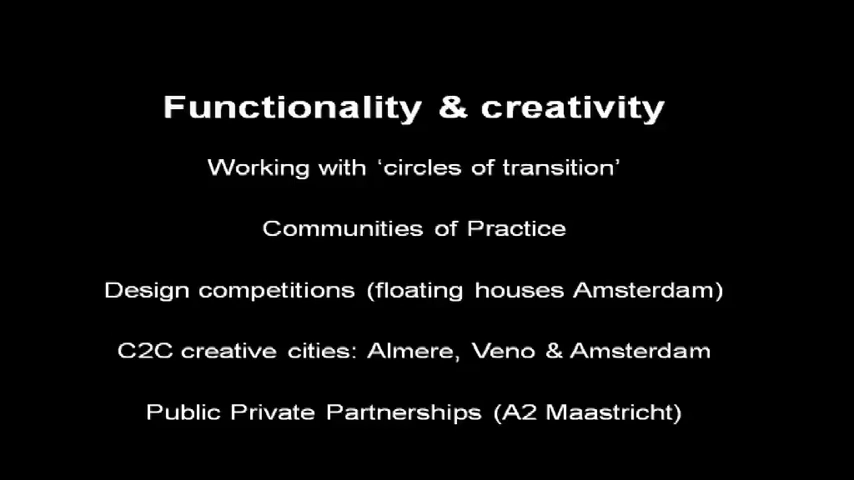 Functionality & creativity
Working with ‘circles of transition’
Communities of Practice
Design competitions (floating houses Amsterdam)
C2C creative cities: Almere, Veno & Amsterdam
Public Private Partnerships (A2 Maastricht)